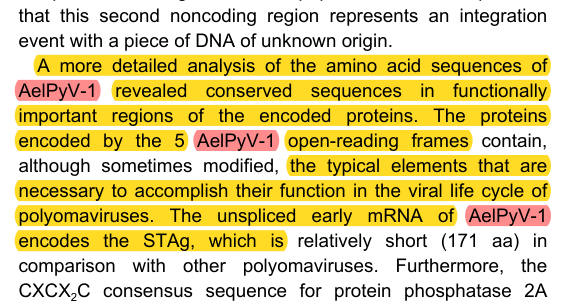 that this second noncoding region represents an integration
event with a piece of DNA of unknown origin.
A more detailed analysis of the amino acid sequences of
AelPyV-1 revealed conserved sequences in functionally
important regions of the encoded proteins. The proteins
encoded by the 5 AelPyV-1 open-reading frames contain,
although sometimes modified, the typical elements that are
necessary to accomplish their function in the viral life cycle of
polyomaviruses. The unspliced early mRNA of AelPyV-1
encodes the STAg, which is relatively short (171 aa) in
comparison with other polyomaviruses. Furthermore, the
CXCX₂C consensus sequence for protein phosphatase 2A